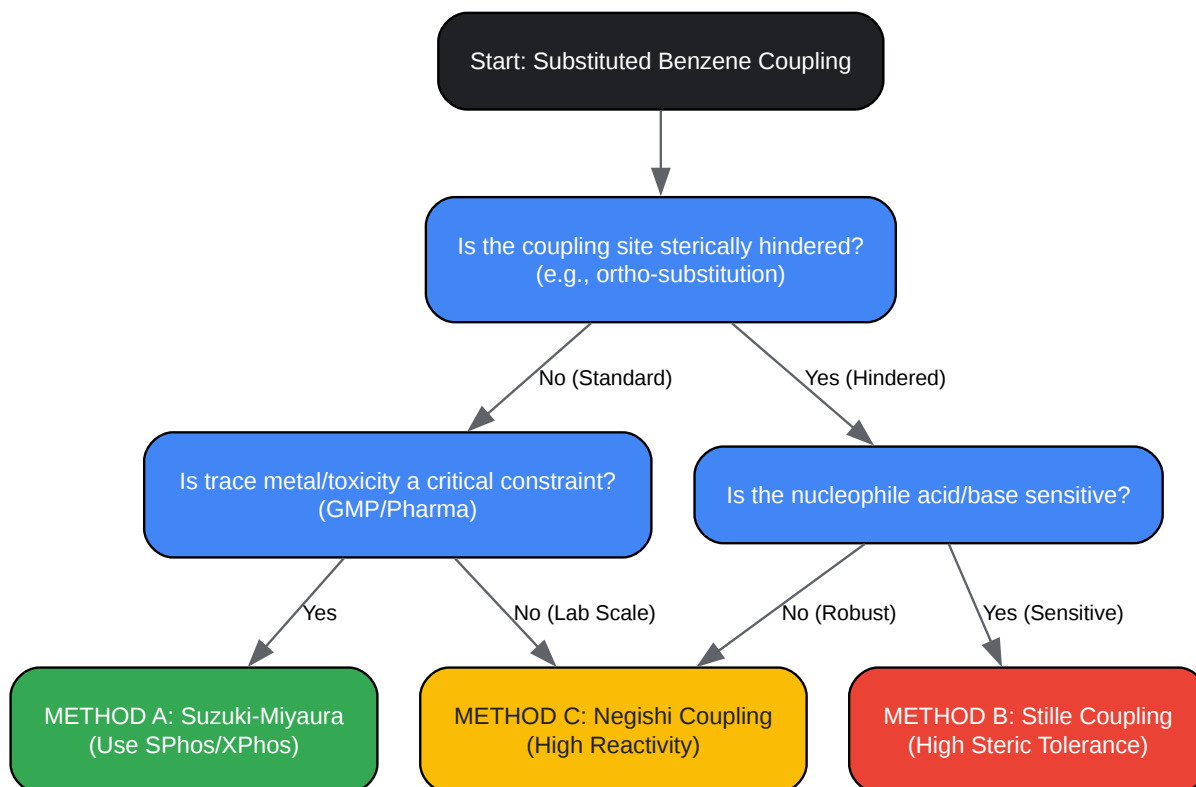 Start: Substituted Benzene Coupling
Is the coupling site sterically hindered?
(e.g., ortho-substitution)
No (Standard)
Yes (Hindered)
Is trace metal/toxicity a critical constraint?
(GMP/Pharma)
Is the nucleophile acid/base sensitive?
Yes
No (Lab Scale)
No (Robust)
Yes (Sensitive)
METHOD A: Suzuki-Miyaura
(Use SPhos/XPhos)
METHOD C: Negishi Coupling
(High Reactivity)
METHOD B: Stille Coupling
(High Steric Tolerance)